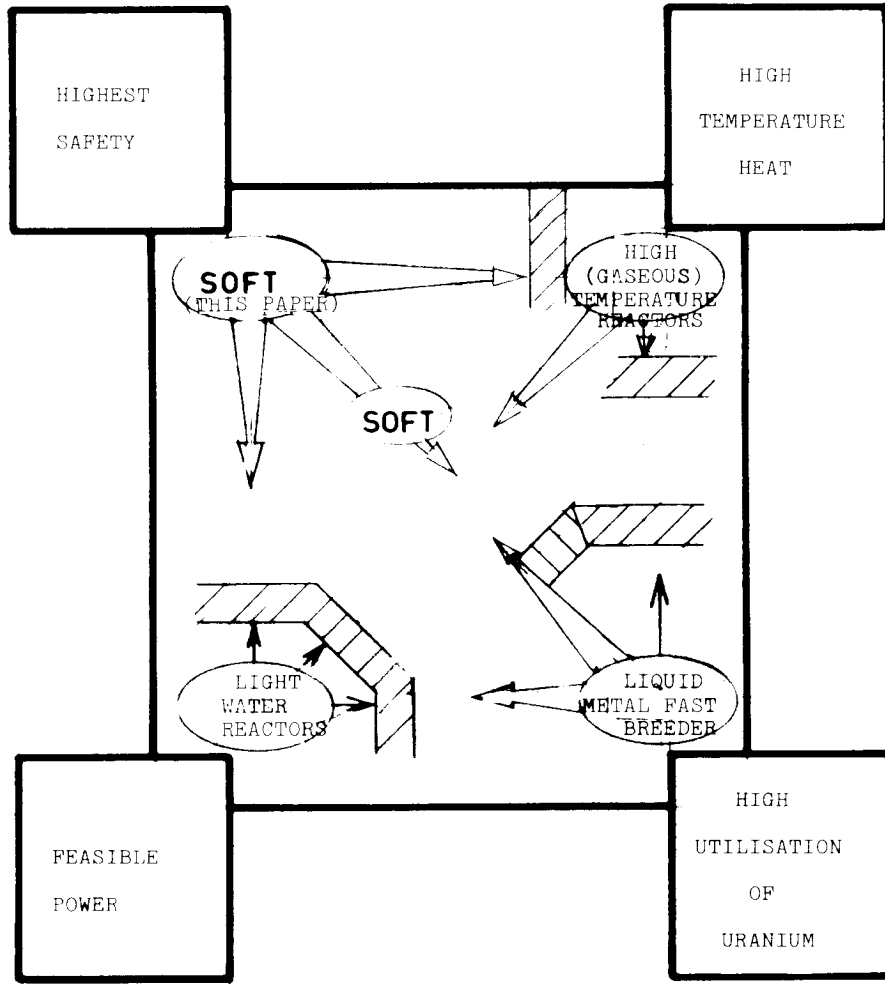 HIGHEST
SAFETY
HIGH
TEMPERATURE
HEAT
SOFT
(THIS PAPER)
HIGH
(GASEOUS)
TEMPERATURE
REACTORS
SOFT
LIGHT
WATER
REACTORS
LIQUID
METAL FAST
BREEDER
FEASIBLE
POWER
HIGH
UTILISATION
OF
URANIUM